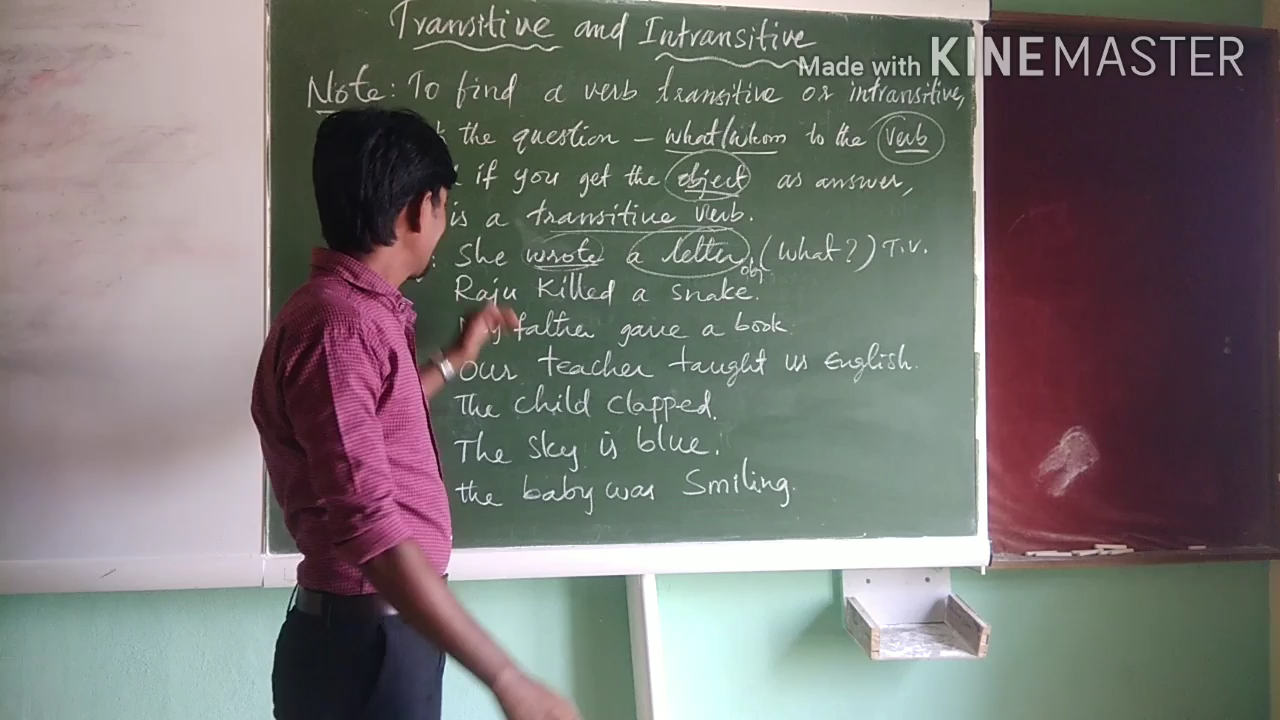 Transitive and Intransitive
Made with KINEMASTER
Note: To find a verb transitive or intransitive,
the question - what/whom to the verb
if you get the object as answer,
is a transitive verb.
: She wrote a letter. (what?) T.V.
obj
Raju Killed a snake.
My father gave a book.
Our teacher taught us English.
The child clapped.
The sky is blue.
the baby was Smiling.